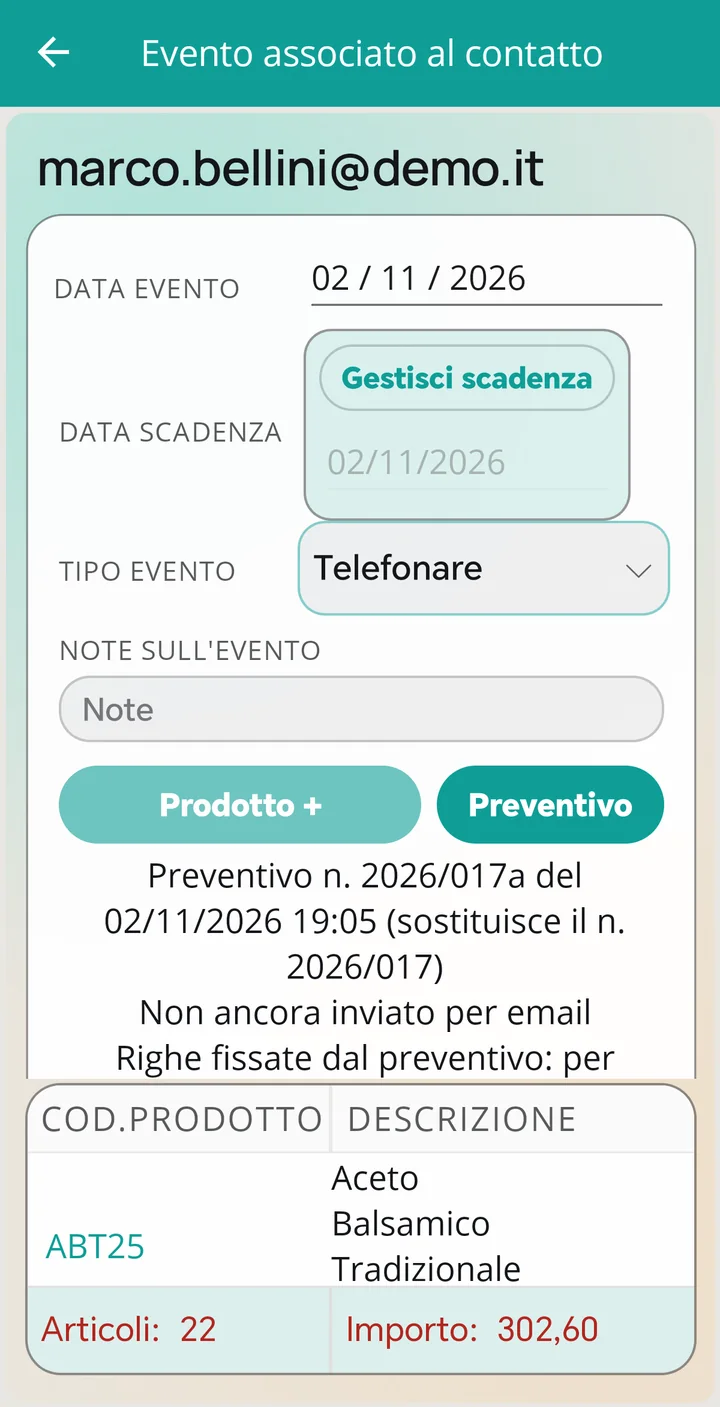 Evento associato al contatto
marco.bellini@demo.it
DATA EVENTO
02 / 11 / 2026
Gestisci scadenza
DATA SCADENZA
02/11/2026
TIPO EVENTO
Telefonare
NOTE SULL'EVENTO
Note
Prodotto +
Preventivo
Preventivo n. 2026/017a del
02/11/2026 19:05 (sostituisce il n.
2026/017)
Non ancora inviato per email
Righe fissate dal preventivo: per
COD.PRODOTTO
DESCRIZIONE
ABT25
Aceto
Balsamico
Tradizionale
Articoli: 22
Importo: 302,60